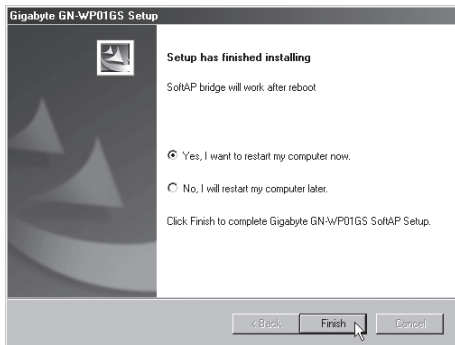 Gigabyte GN-WP01GS Setup
Setup has finished installing
SoftAP bridge will work after reboot
Yes, I want to restart my computer now.
No, I will restart my computer later.
Click Finish to complete Gigabyte GN-WP01GS SoftAP Setup.
< Back
Finish
Cancel